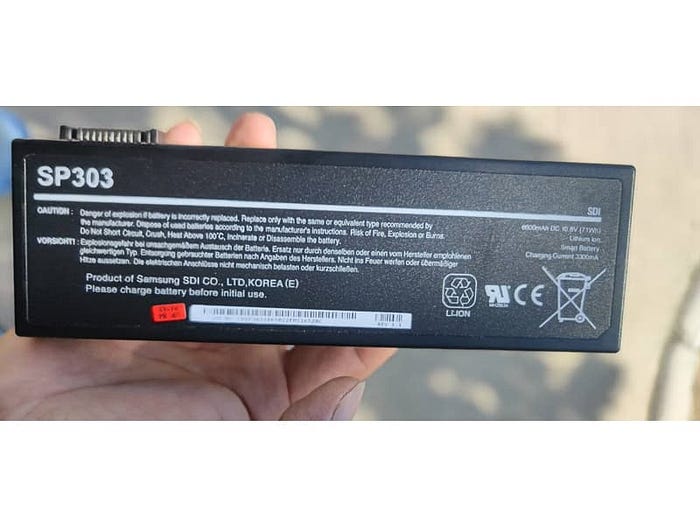 SP303
SDI
CAUTION : Danger of explosion if battery is incorrectly replaced. Replace only with the same or equivalent type recommended by
the manufacturer. Dispose of used batteries according to the manufacturer's instructions. Risk of Fire, Explosion or Burns.
Do Not Short Circuit, Crush, Heat Above 100°C, Incinerate or Disassemble the battery.
VORSICHT! : Explosionsgefahr bei unsachgemäßem Austausch der Batterie. Ersatz nur durch denselben oder einen vom Hersteller empfohlenen
gleichwertigen Typ. Entsorgung gebrauchter Batterien nach Angaben des Herstellers. Nicht ins Feuer werfen oder übermäßiger
Hitze aussetzen. Die elektrischen Anschlüsse nicht mechanisch belasten oder kurzschließen.
6600mAh DC 10.8V (71Wh)
Lithium Ion
Smart Battery
Charging Current 3300mA
Product of Samsung SDI CO., LTD,KOREA (E)
Please charge battery before initial use.
LI-ION
CE
REV 1.1